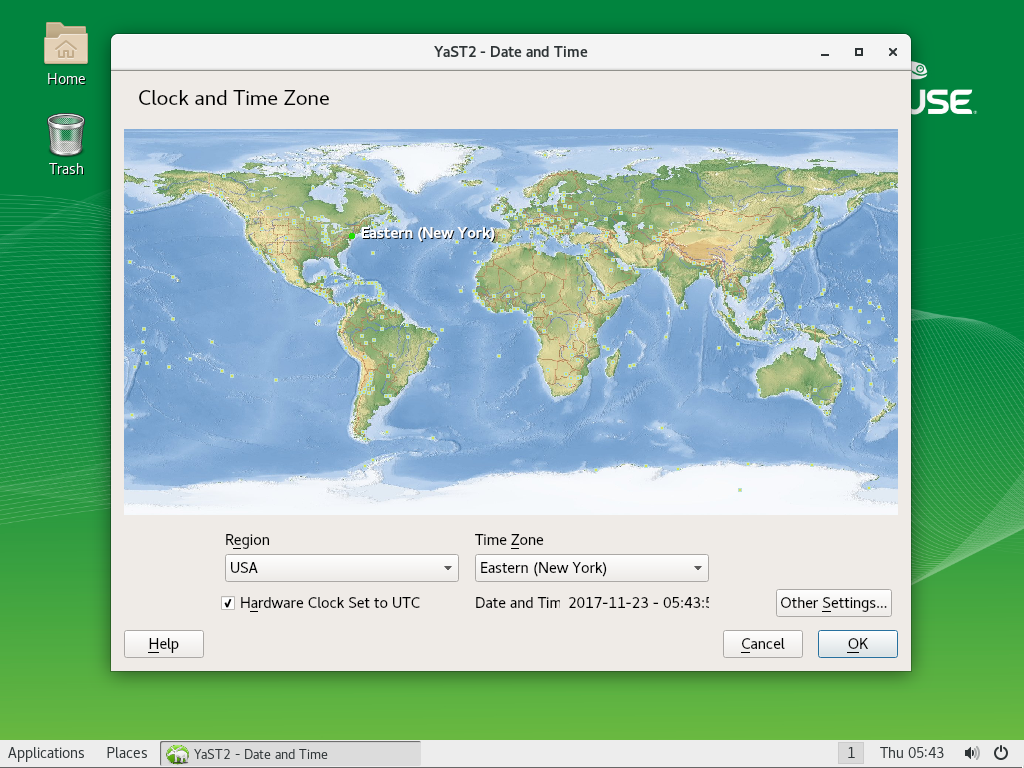 Home
Trash
YaST2 - Date and Time
USE
Clock and Time Zone
Eastern (New York)
Region
Time Zone
USA
Eastern (New York)
Hardware Clock Set to UTC
Date and Tim 2017-11-23 - 05:43:5
Other Settings...
Help
Cancel
OK
Applications
Places
YaST2 - Date and Time
1
Thu 05:43